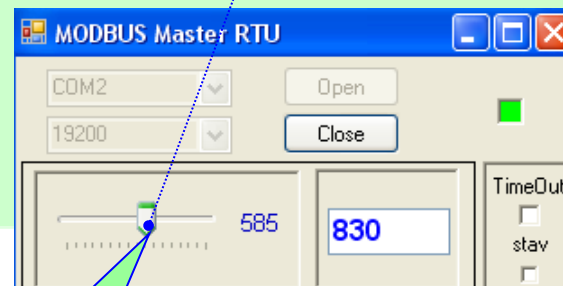 MODBUS Master RTU
COM2
Open
19200
Close
585
830
TimeOut
stav